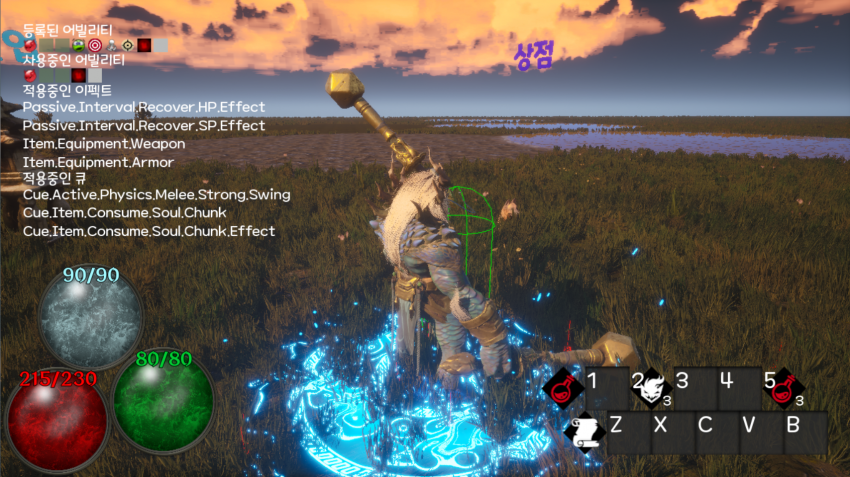 등록된 어빌리티
사용중인 어빌리티
적용중인 이펙트
Passive.Interval.Recover.HP.Effect
Passive.Interval.Recover.SP.Effect
Item.Equipment.Weapon
Item.Equipment.Armor
적용중인 큐
Cue.Active.Physics.Melee.Strong.Swing
Cue.Item.Consume.Soul.Chunk
Cue.Item.Consume.Soul.Chunk.Effect
상점
90/90
80/80
215/230
1 2 3 4 5
3 3
Z X C V B